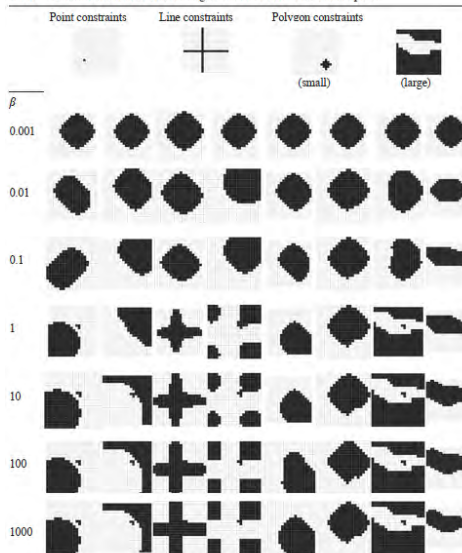 Point constraints Line constraints Polygon constraints
(small) (large)
β
0.001
0.01
0.1
1
10
100
1000